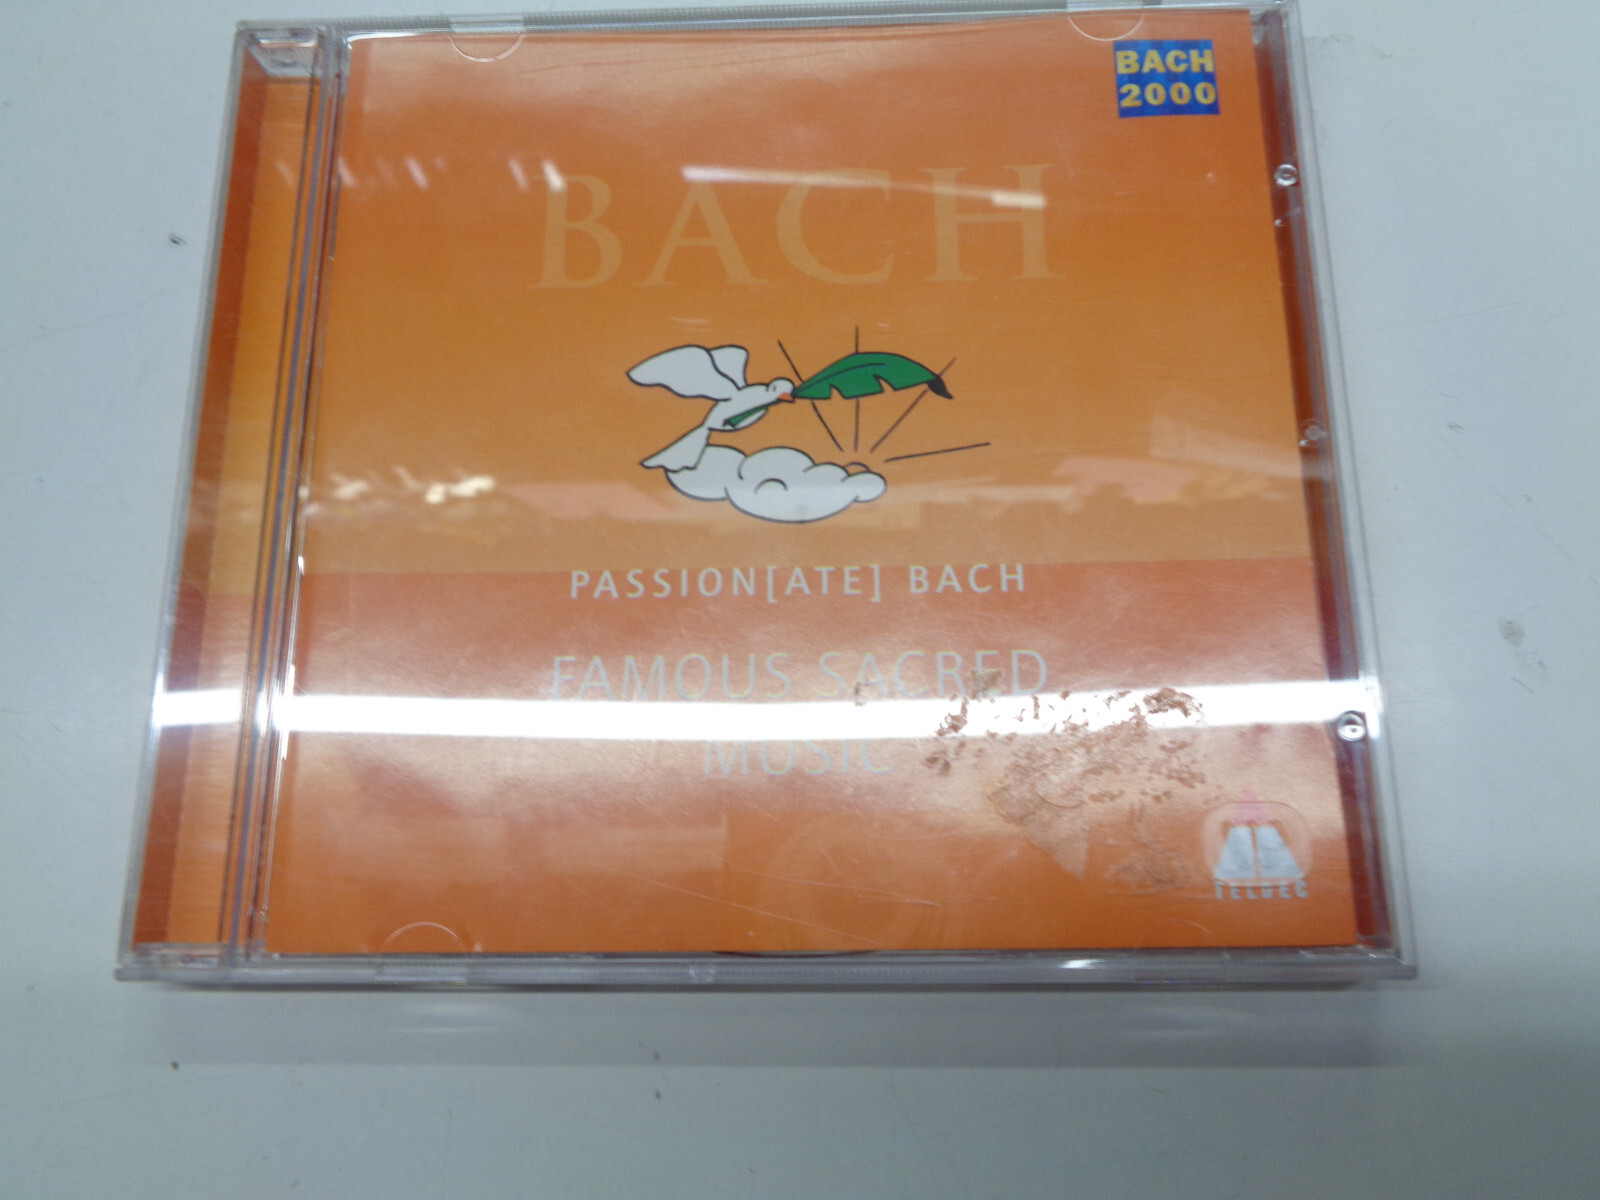 BACH
2000
BACH
PASSION[ATE] BACH
FAMOUS SACRED
MUSIC
TELDEC